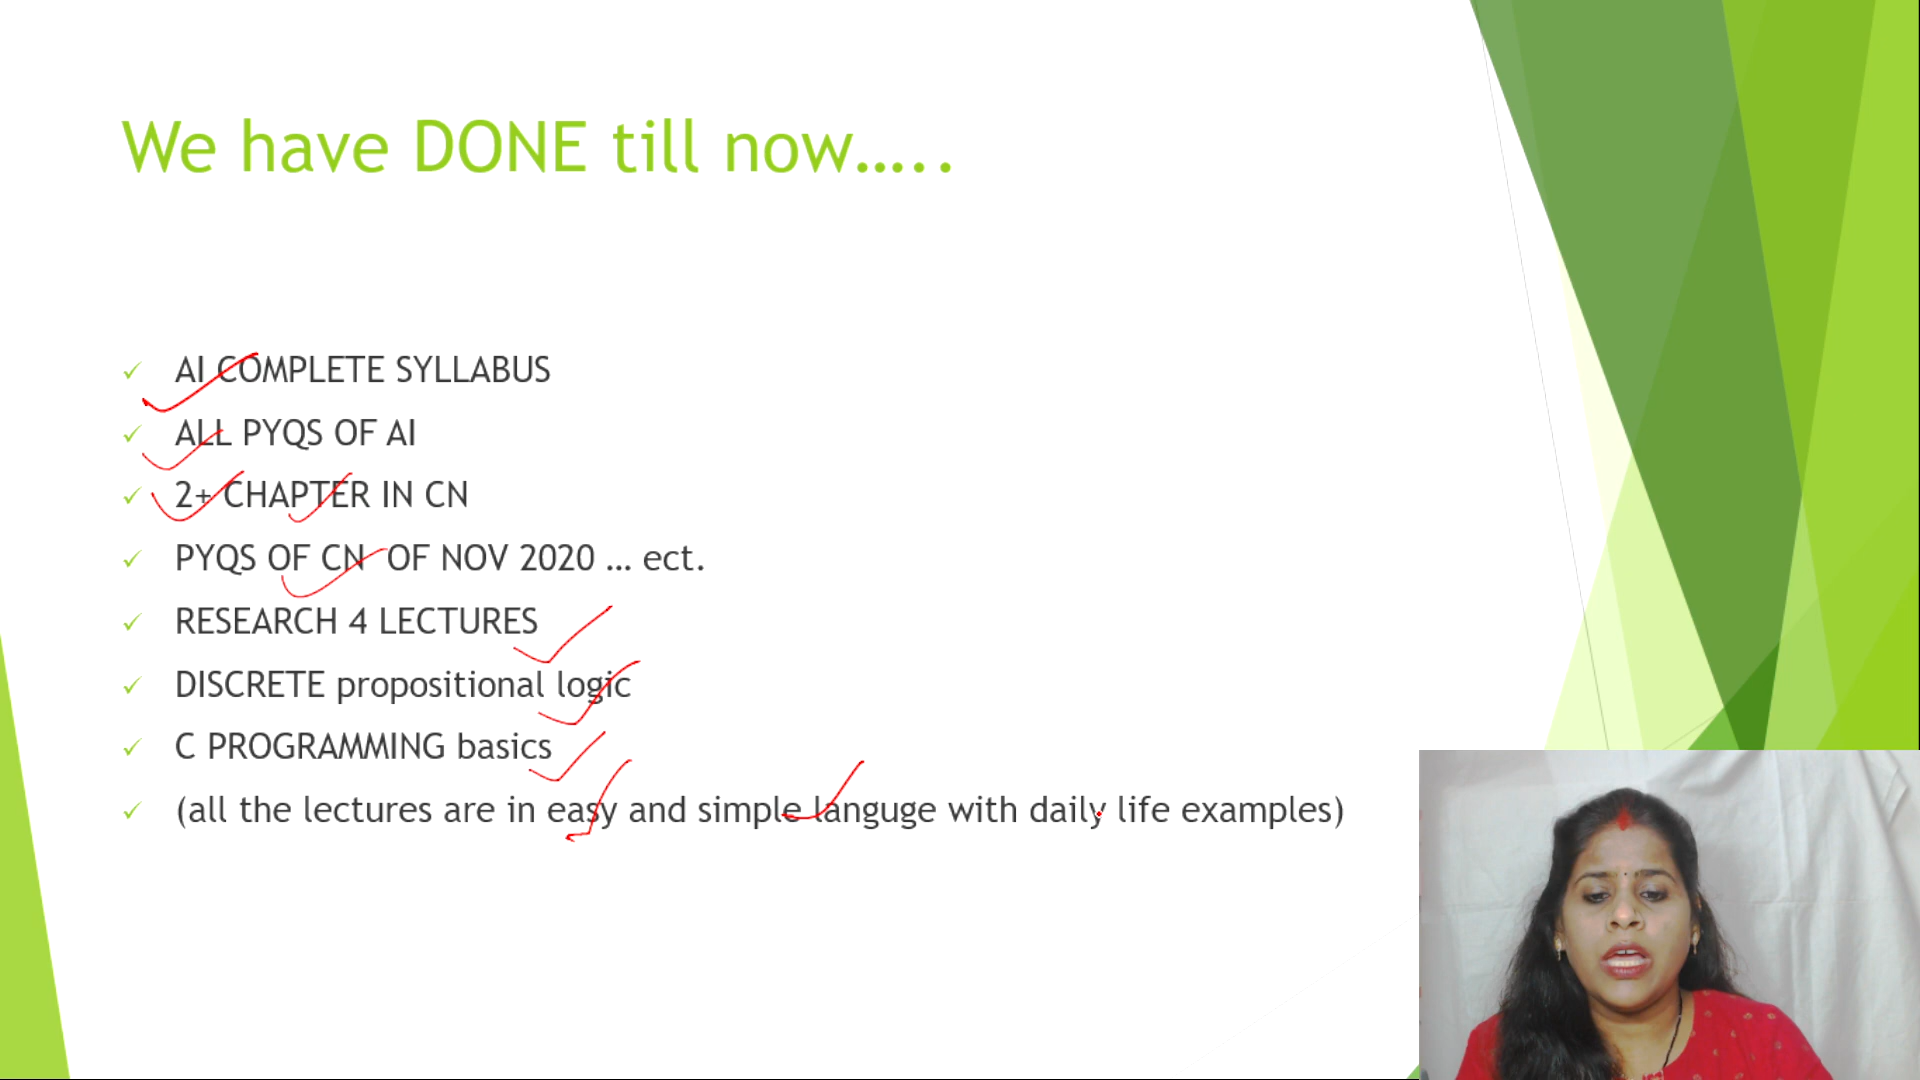 We have DONE till now…..
AI COMPLETE SYLLABUS
ALL PYQS OF AI
2+ CHAPTER IN CN
PYQS OF CN OF NOV 2020 … ect.
RESEARCH 4 LECTURES
DISCRETE propositional logic
C PROGRAMMING basics
(all the lectures are in easy and simple languge with daily life examples)